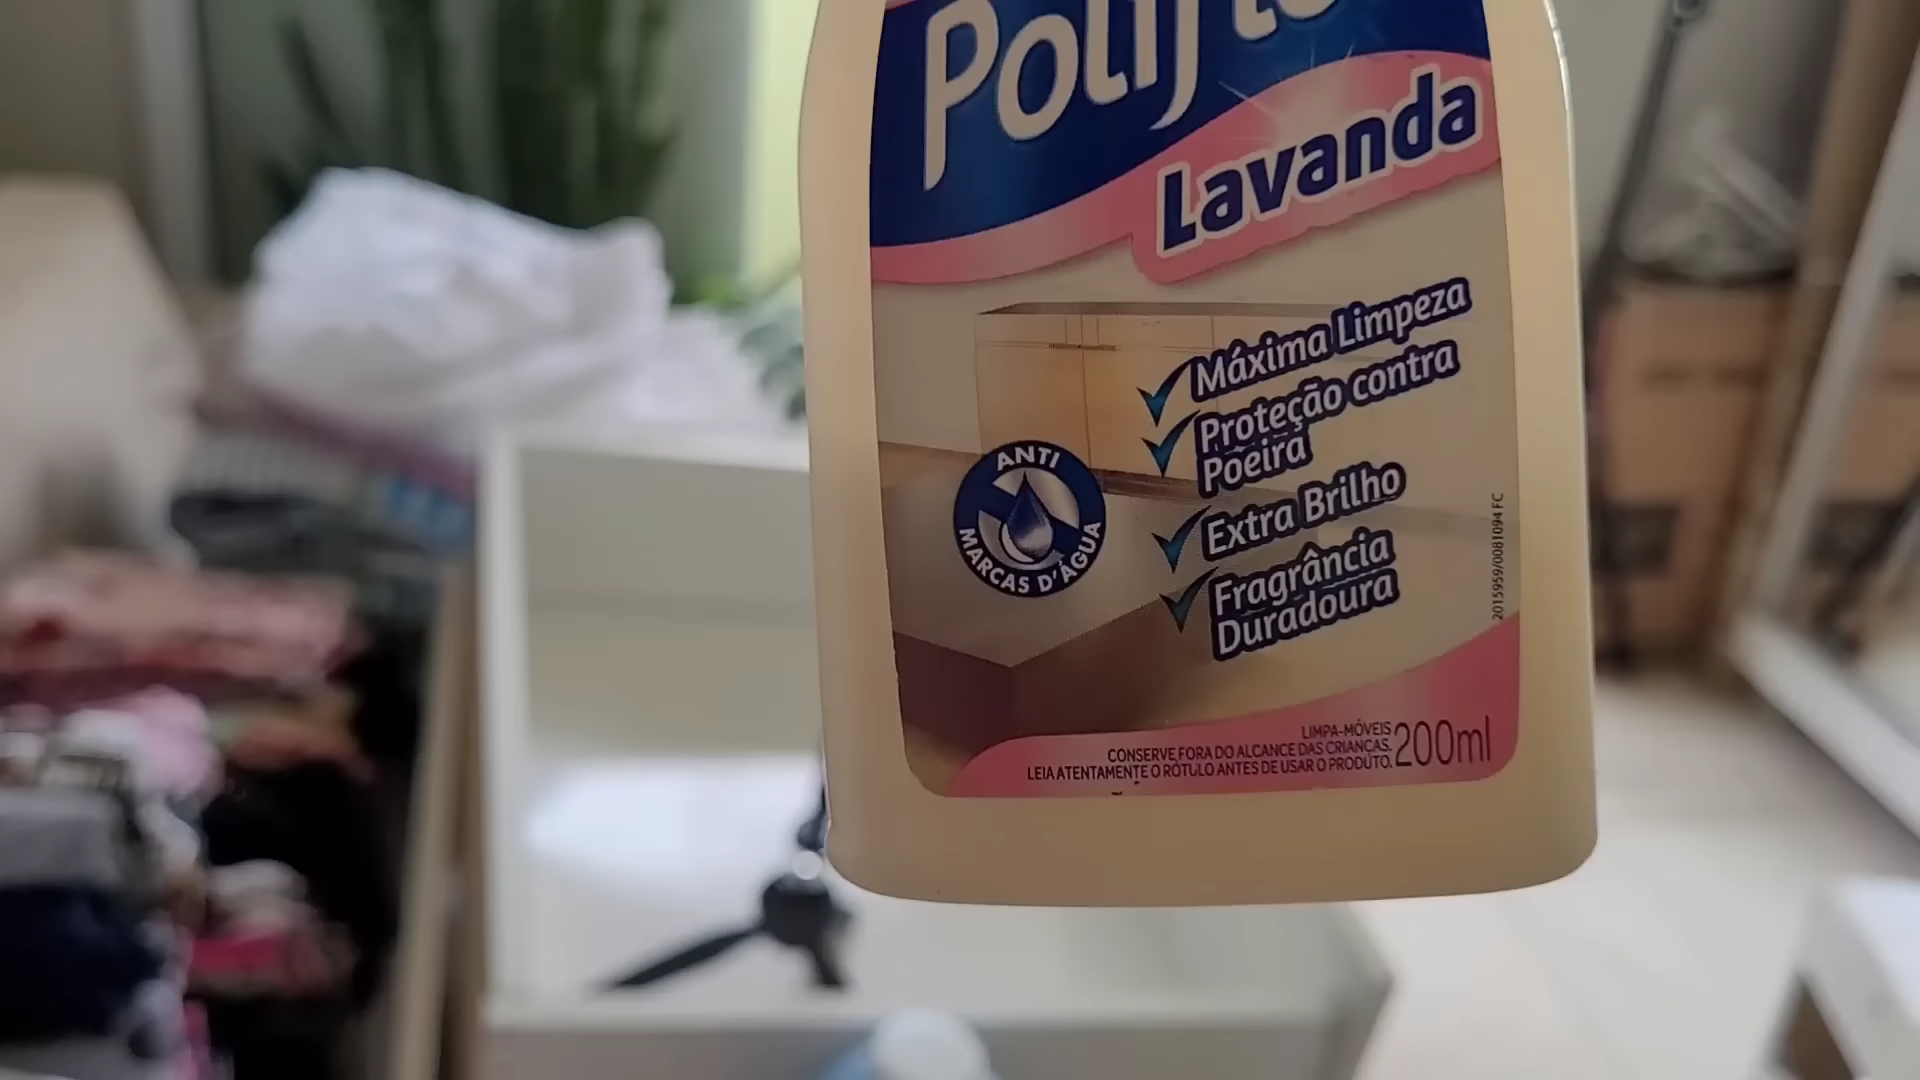 Lavanda
Máxima Limpeza
Proteção contra
Poeira
Extra Brilho
Fragrância
Duradoura
ANTI
MARCAS D'ÁGUA
2015959/0081094 FC
LIMPA-MÓVEIS
CONSERVE FORA DO ALCANCE DAS CRIANÇAS.
LEIA ATENTAMENTE O RÓTULO ANTES DE USAR O PRODUTO.
200ml